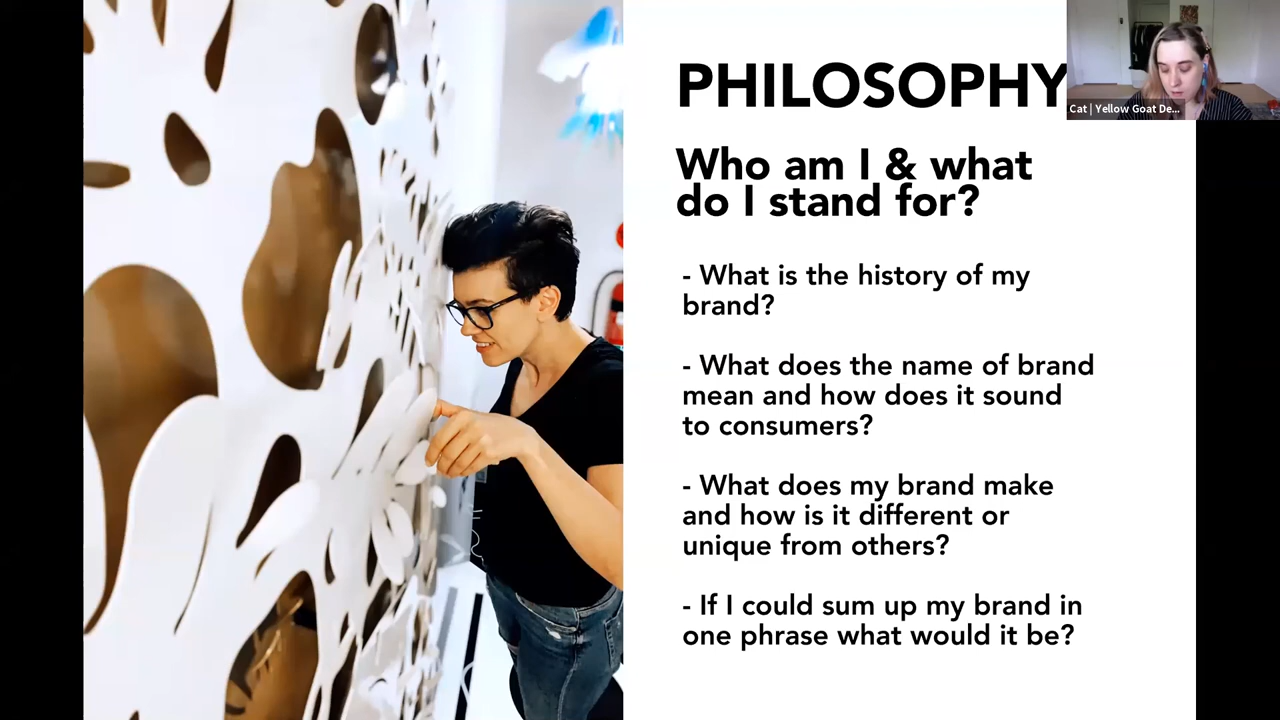 PHILOSOPHY
Cat | Yellow Goat De...
Who am I & what
do I stand for?
- What is the history of my
brand?
- What does the name of brand
mean and how does it sound
to consumers?
- What does my brand make
and how is it different or
unique from others?
- If I could sum up my brand in
one phrase what would it be?